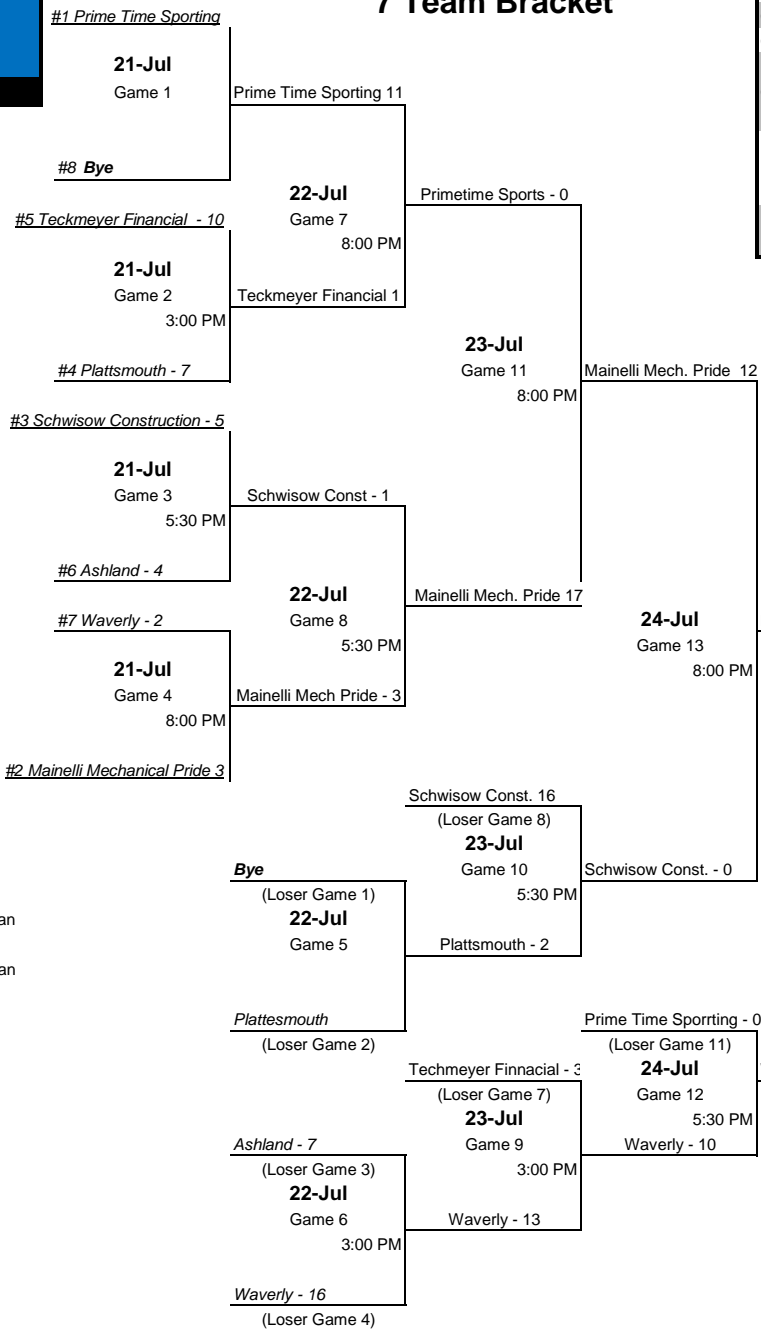 7 Team Bracket
#1 Prime Time Sporting
21-Jul
Game 1
Prime Time Sporting 11
#8 Bye
22-Jul
Primetime Sports - 0
#5 Teckmeyer Financial - 10
Game 7
8:00 PM
21-Jul
Game 2
Teckmeyer Financial 1
3:00 PM
23-Jul
#4 Plattsmouth - 7
Game 11
Mainelli Mech. Pride 12
8:00 PM
#3 Schwisow Construction - 5
21-Jul
Game 3
Schwisow Const - 1
5:30 PM
#6 Ashland - 4
22-Jul
Mainelli Mech. Pride 17
#7 Waverly - 2
Game 8
24-Jul
5:30 PM
Game 13
21-Jul
8:00 PM
Game 4
Mainelli Mech Pride - 3
8:00 PM
#2 Mainelli Mechanical Pride 3
Schwisow Const. 16
(Loser Game 8)
23-Jul
Bye
Game 10
Schwisow Const. - 0
(Loser Game 1)
5:30 PM
22-Jul
an
Game 5
Plattsmouth - 2
an
Plattesmouth
Prime Time Sporrting - 0
(Loser Game 2)
(Loser Game 11)
Techmeyer Finnacial - 3
24-Jul
(Loser Game 7)
Game 12
23-Jul
5:30 PM
Ashland - 7
Game 9
Waverly - 10
(Loser Game 3)
3:00 PM
22-Jul
Game 6
Waverly - 13
3:00 PM
Waverly - 16
(Loser Game 4)